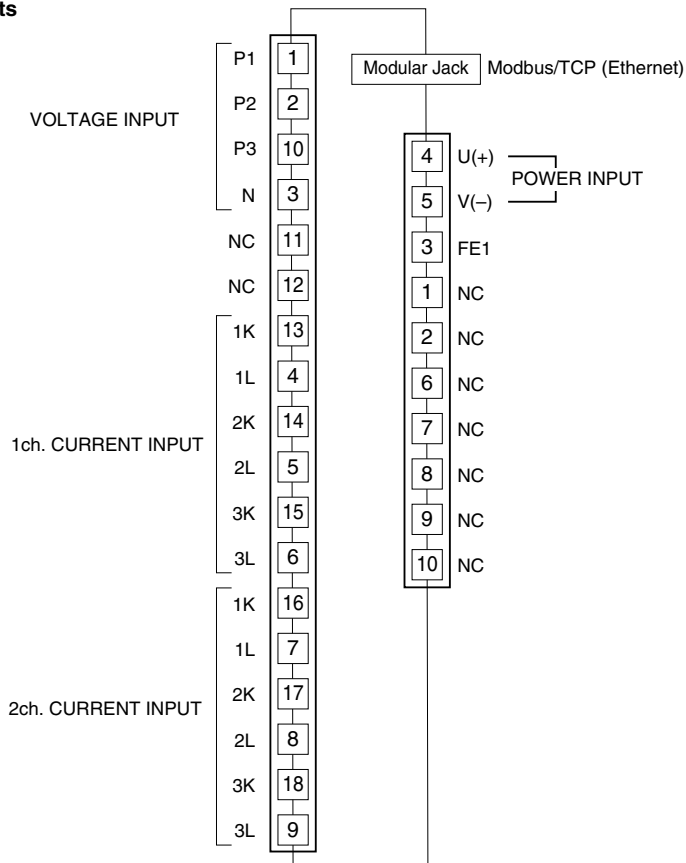 ts
P1 1
P2 2
P3 10
N 3
VOLTAGE INPUT
NC 11
NC 12
1K 13
1L 4
2K 14
2L 5
3K 15
3L 6
1ch. CURRENT INPUT
1K 16
1L 7
2K 17
2L 8
3K 18
3L 9
2ch. CURRENT INPUT
Modular Jack Modbus/TCP (Ethernet)
4 U(+)
5 V(–)
POWER INPUT
3 FE1
1 NC
2 NC
6 NC
7 NC
8 NC
9 NC
10 NC